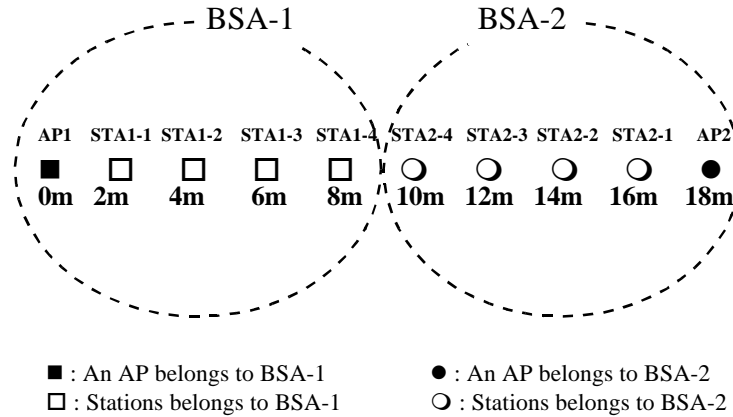 BSA-1 BSA-2
AP1 STA1-1 STA1-2 STA1-3 STA1-4 STA2-4 STA2-3 STA2-2 STA2-1 AP2
0m 2m 4m 6m 8m 10m 12m 14m 16m 18m
: An AP belongs to BSA-1 : An AP belongs to BSA-2
: Stations belongs to BSA-1 : Stations belongs to BSA-2